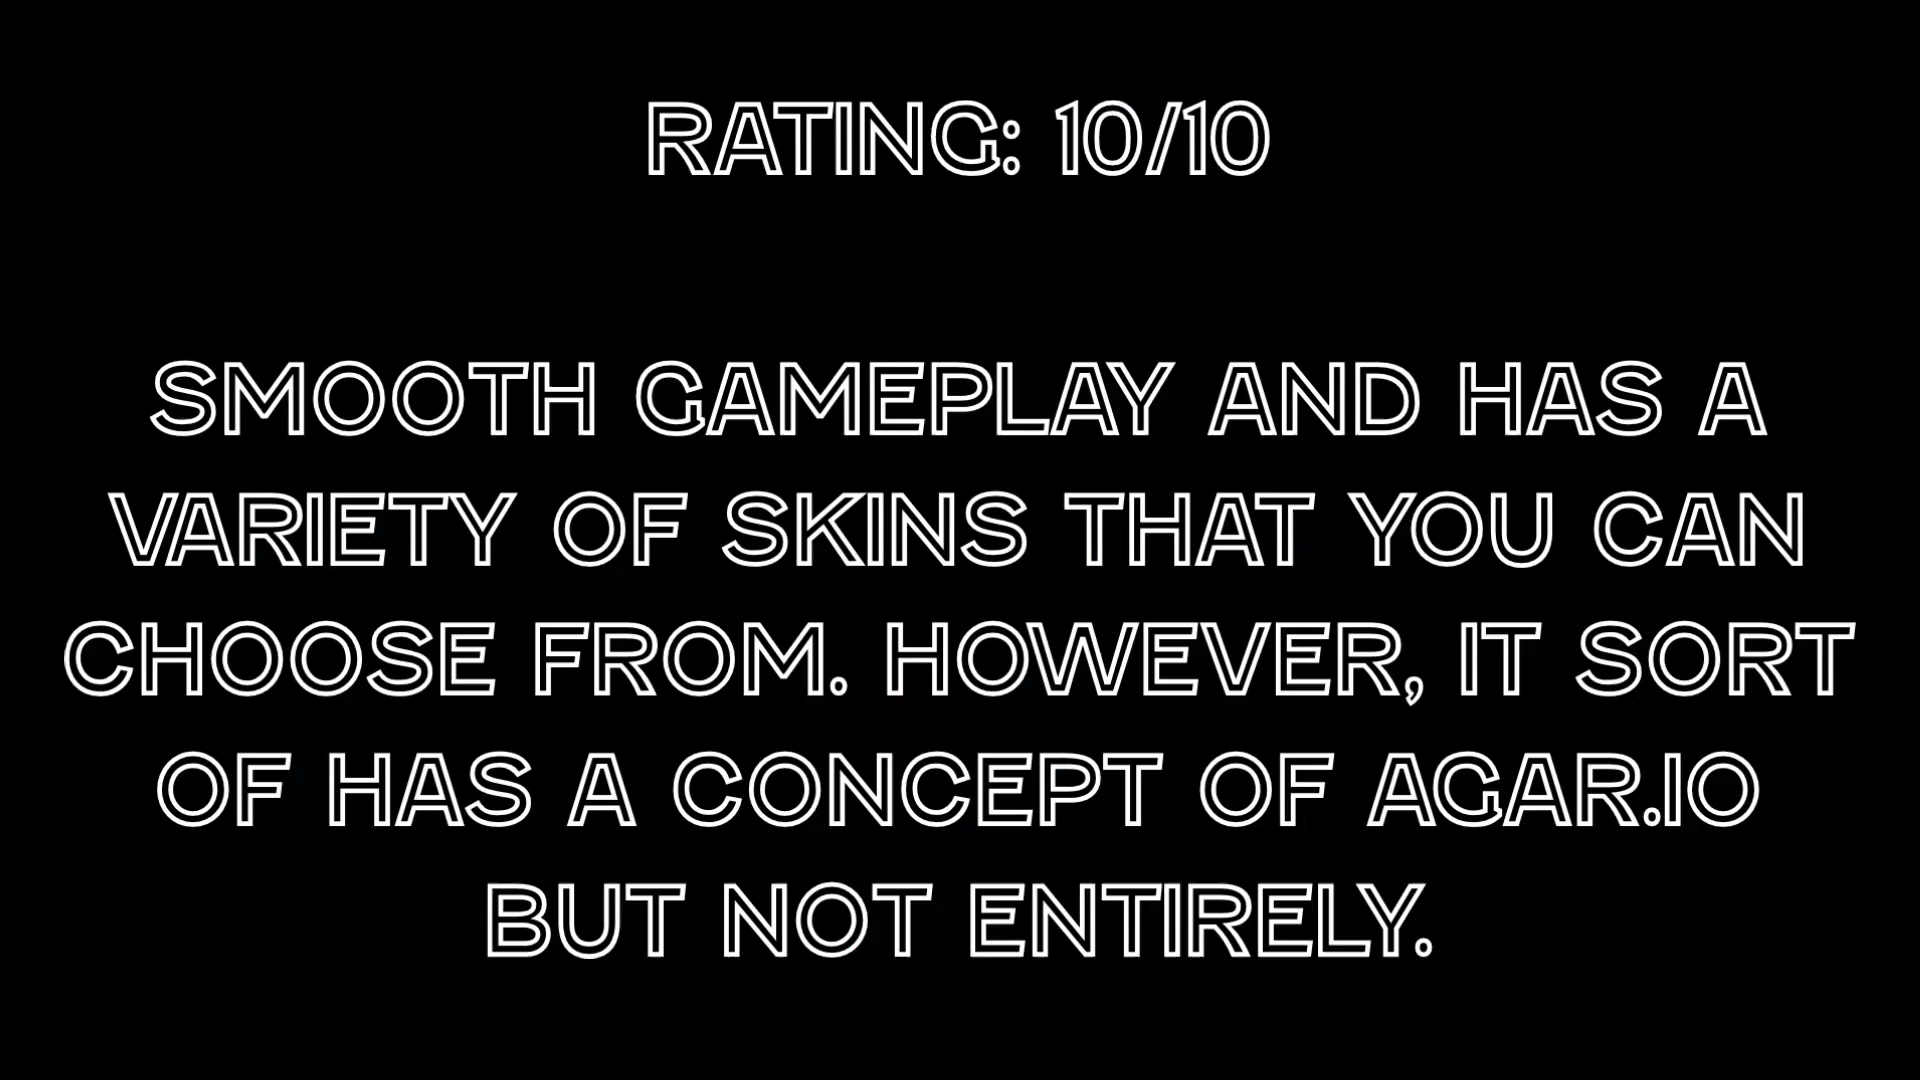 RATING: 10/10
SMOOTH GAMEPLAY AND HAS A
VARIETY OF SKINS THAT YOU CAN
CHOOSE FROM. HOWEVER, IT SORT
OF HAS A CONCEPT OF AGAR.IO
BUT NOT ENTIRELY.